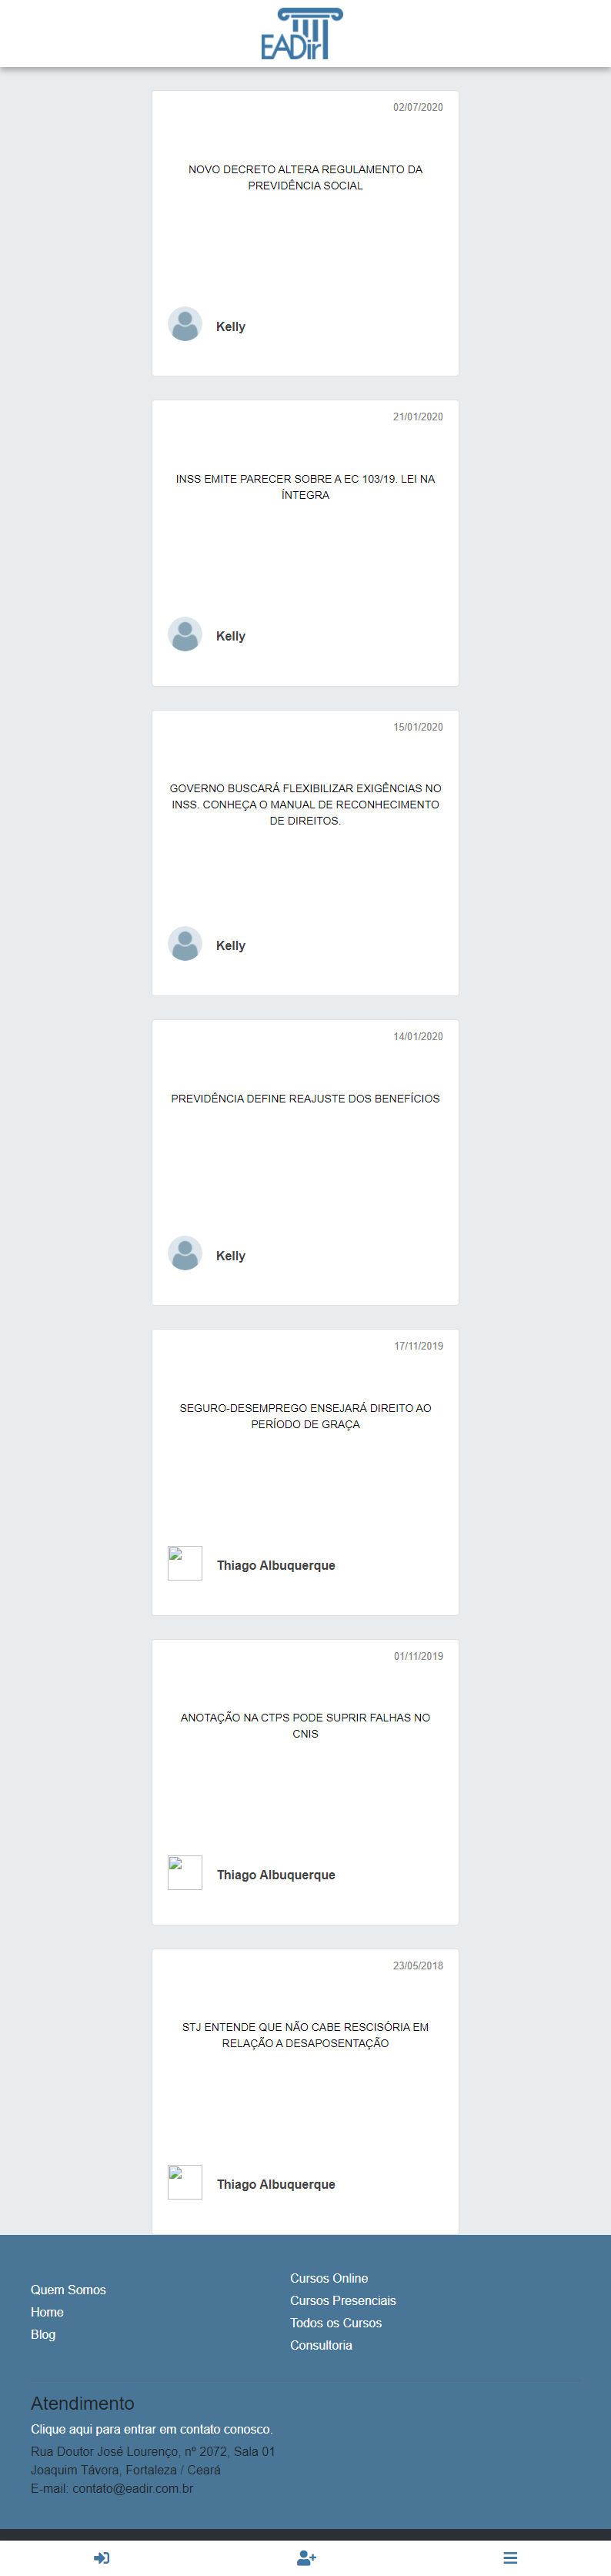 EADir
02/07/2020
NOVO DECRETO ALTERA REGULAMENTO DA
PREVIDÊNCIA SOCIAL
Kelly
21/01/2020
INSS EMITE PARECER SOBRE A EC 103/19. LEI NA
ÍNTEGRA
Kelly
15/01/2020
GOVERNO BUSCARÁ FLEXIBILIZAR EXIGÊNCIAS NO
INSS. CONHEÇA O MANUAL DE RECONHECIMENTO
DE DIREITOS.
Kelly
14/01/2020
PREVIDÊNCIA DEFINE REAJUSTE DOS BENEFÍCIOS
Kelly
17/11/2019
SEGURO-DESEMPREGO ENSEJARÁ DIREITO AO
PERÍODO DE GRAÇA
Thiago Albuquerque
01/11/2019
ANOTAÇÃO NA CTPS PODE SUPRIR FALHAS NO
CNIS
Thiago Albuquerque
23/05/2018
STJ ENTENDE QUE NÃO CABE RESCISÓRIA EM
RELAÇÃO A DESAPOSENTAÇÃO
Thiago Albuquerque
Quem Somos
Home
Blog
Cursos Online
Cursos Presenciais
Todos os Cursos
Consultoria
Atendimento
Clique aqui para entrar em contato conosco.
Rua Doutor José Lourenço, nº 2072, Sala 01
Joaquim Távora, Fortaleza / Ceará
E-mail: contato@eadir.com.br